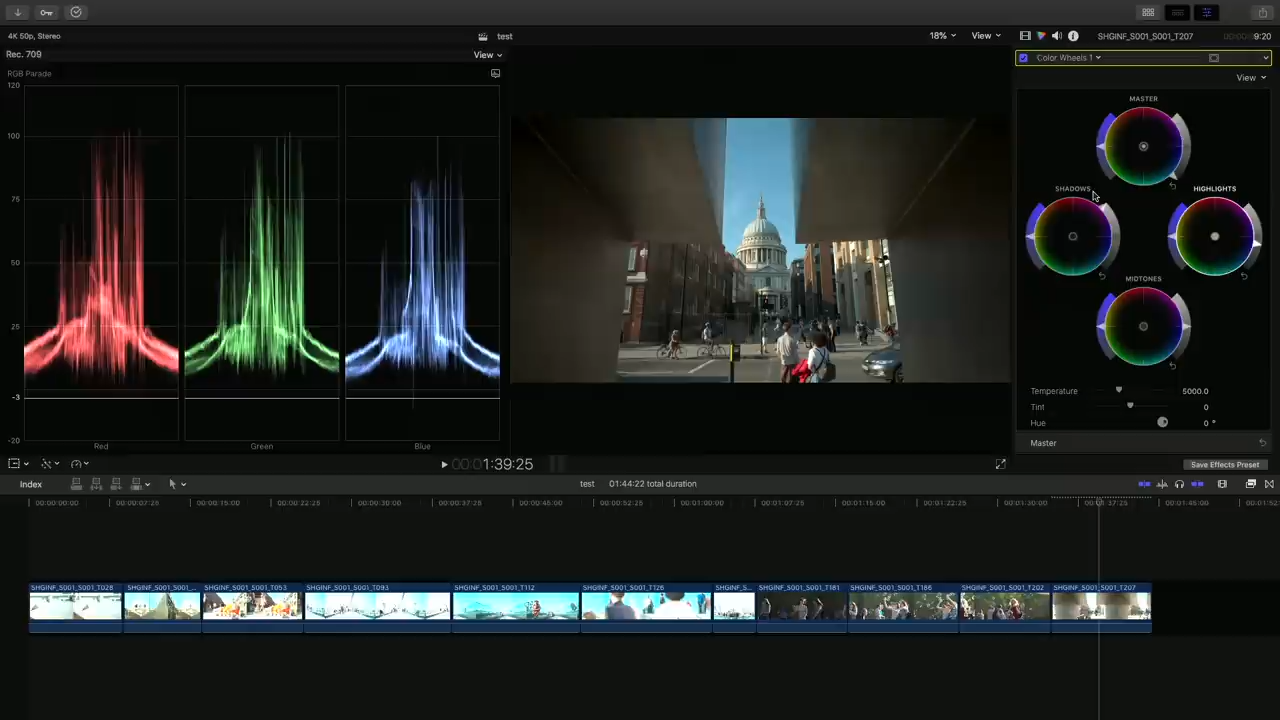 4K 50p, Stereo
test
18%
View
SHGINF_S001_S001_T207
9:20
Rec. 709
View
Color Wheels 1
RGB Parade
View
120
100
75
50
25
-3
-20
Red
Green
Blue
MASTER
SHADOWS
HIGHLIGHTS
MIDTONES
Temperature
5000.0
Tint
0
Hue
0 °
Master
00:00:01:39:25
Save Effects Preset
Index
test
01:44:22 total duration
00:00:00:00
00:00:07:25
00:00:15:00
00:00:22:25
00:00:30:00
00:00:37:25
00:00:45:00
00:00:52:25
00:01:00:00
00:01:07:25
00:01:15:00
00:01:22:25
00:01:30:00
00:01:37:25
00:01:45:00
00:01:52:
SHGINF_S001_S001_T028
SHGINF_S001_S001_...
SHGINF_S001_S001_T053
SHGINF_S001_S001_T093
SHGINF_S001_S001_T112
SHGINF_S001_S001_T126
SHGINF_S...
SHGINF_S001_S001_T181
SHGINF_S001_S001_T186
SHGINF_S001_S001_T202
SHGINF_S001_S001_T207